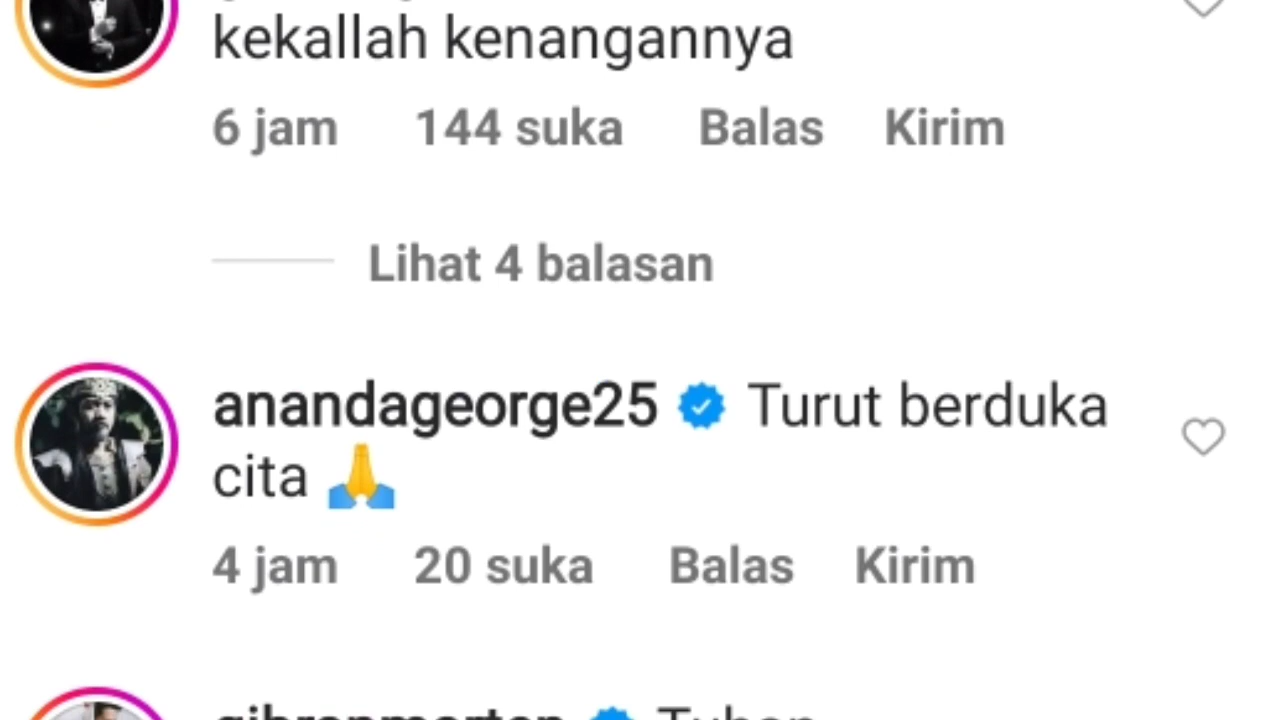 kekallah kenangannya
6 jam 144 suka Balas Kirim
Lihat 4 balasan
anandageorge25 Turut berduka
cita 🙏
4 jam 20 suka Balas Kirim
Tuhan